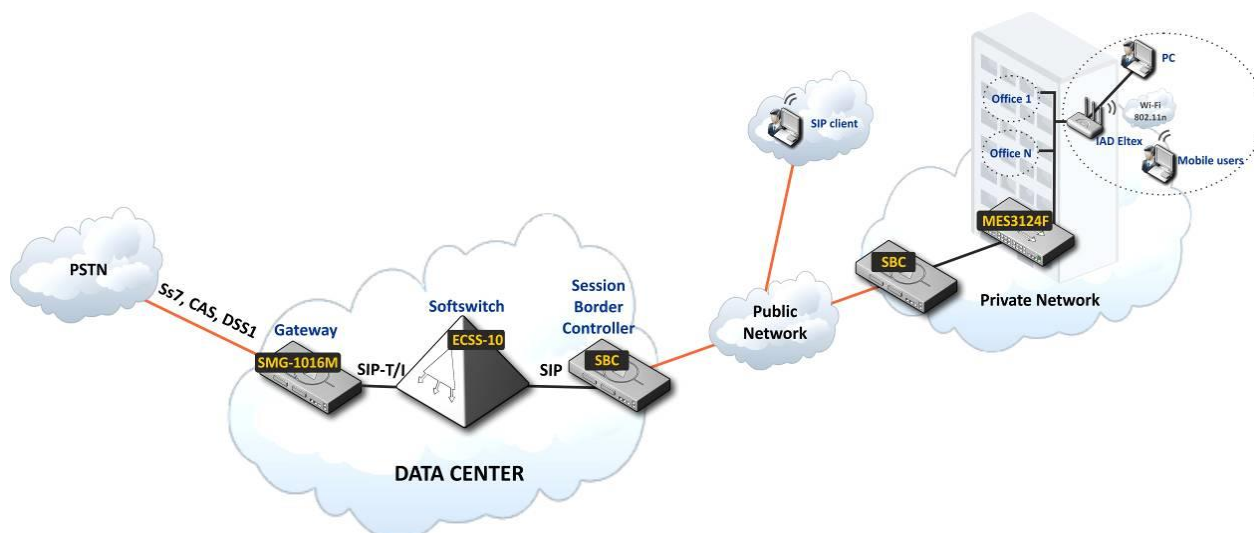 PSTN
Ss7, CAS, DSS1
Gateway
SMG-1016M
SIP-T/I
Softswitch
ECSS-10
SIP
Session
Border
Controller
SBC
DATA CENTER
SIP client
Public
Network
SBC
Private Network
MES3124F
Office 1
Office N
IAD Eltex
PC
Wi-Fi
802.11n
Mobile users